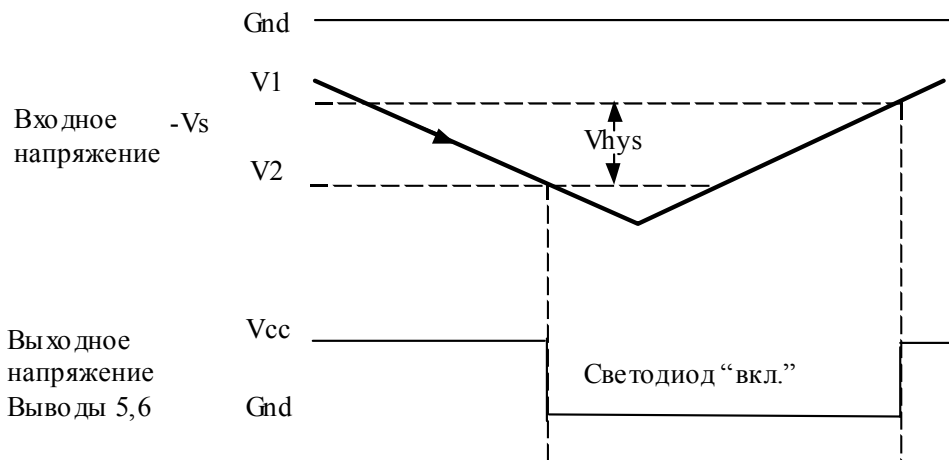 Gnd
V1
Входное -Vs
напряжение
Vhys
V2
Выходное
напряжение
Выводы 5,6
Vcc
Светодиод “вкл.”
Gnd